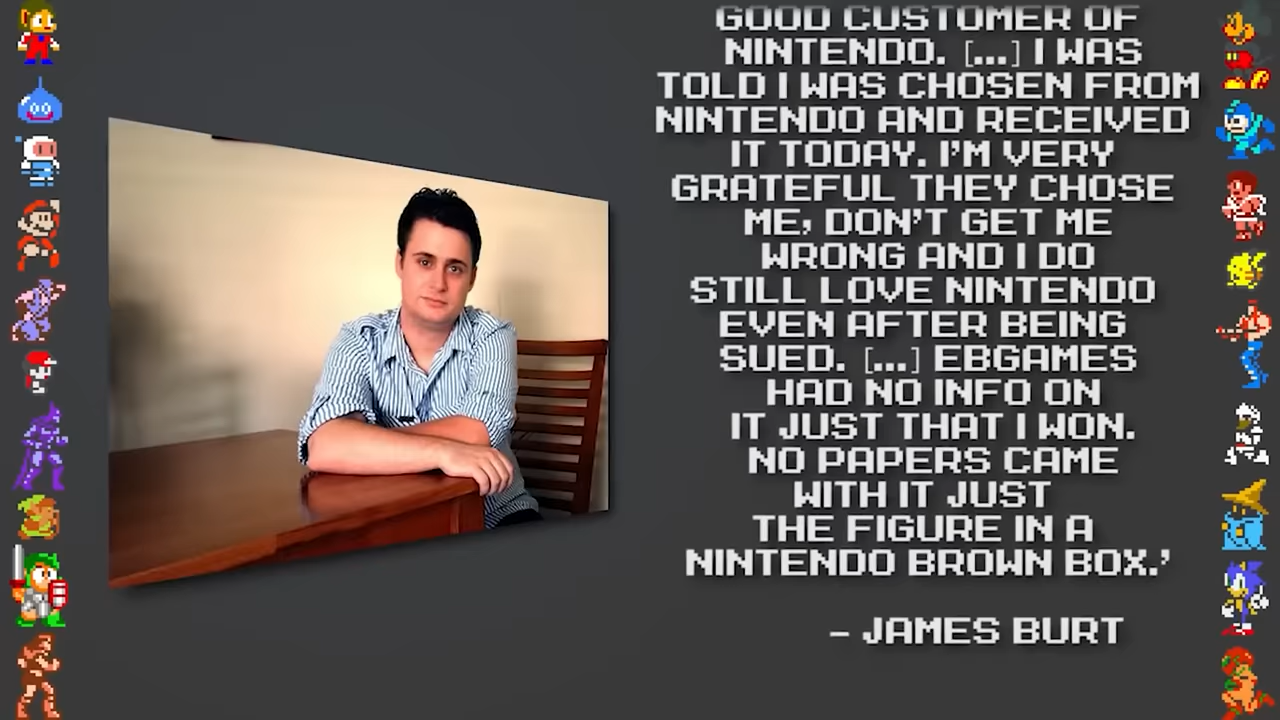 GOOD CUSTOMER OF
NINTENDO. [...] I WAS
TOLD I WAS CHOSEN FROM
NINTENDO AND RECEIVED
IT TODAY. I'M VERY
GRATEFUL THEY CHOSE
ME, DON'T GET ME
WRONG AND I DO
STILL LOVE NINTENDO
EVEN AFTER BEING
SUED. [...] EBGAMES
HAD NO INFO ON
IT JUST THAT I WON.
NO PAPERS CAME
WITH IT JUST
THE FIGURE IN A
NINTENDO BROWN BOX.'
- JAMES BURT